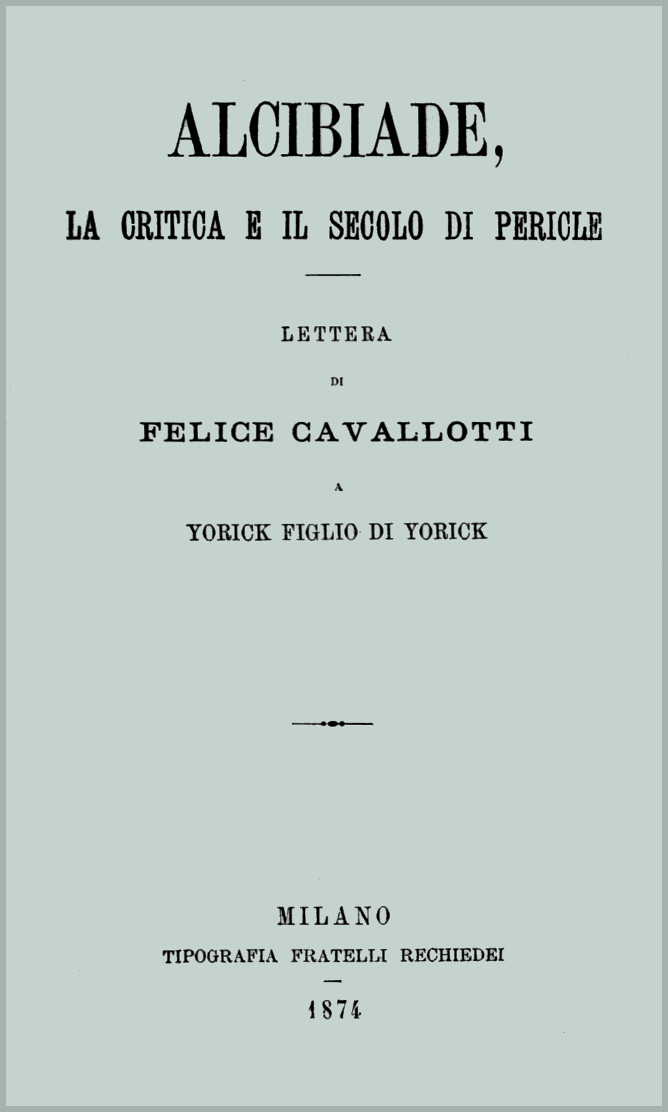 ALCIBIADE,
LA CRITICA E IL SECOLO DI PERICLE
LETTERA
DI
FELICE CAVALLOTTI
A
YORICK FIGLIO DI YORICK
MILANO
TIPOGRAFIA FRATELLI RECHIEDEI
1874